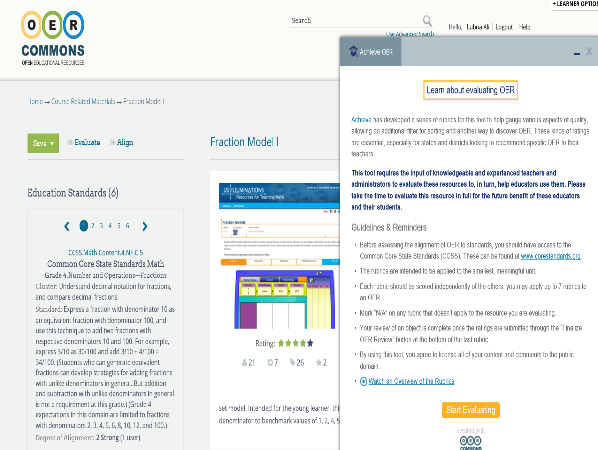 + LEARNER OPTION
OER
COMMONS
OPEN EDUCATIONAL RESOURCES
Search
Use Advanced Search
Hello, Lubna Ali Logout Help
Home → Course Related Materials → Fraction Model I
Save
Evaluate
Align
Education Standards (6)
2 3 4 5 6
CCSS.Math.Content.4.NF.C.5
Common Core State Standards Math
Grade 4.Number and Operations—Fractions
Cluster: Understand decimal notation for fractions,
and compare decimal fractions
Standard: Express a fraction with denominator 10 as
an equivalent fraction with denominator 100, and
use this technique to add two fractions with
respective denominators 10 and 100. For example,
express 3/10 as 30/100 and add 3/10 + 4/100 =
34/100. (Students who can generate equivalent
fractions can develop strategies for adding fractions
with unlike denominators in general. But addition
and subtraction with unlike denominators in general
is not a requirement at this grade.) (Grade 4
expectations in this domain are limited to fractions
with denominators 2, 3, 4, 5, 6, 8, 10, 12, and 100.)
Degree of Alignment: 2 Strong (1 user)
Fraction Model I
ILLUMINATIONS
Resources for Teaching Math
Rating:
21 7 26 2
set model. Intended for the young learner, thi
denominator to benchmark values of 1, 2, 4, 5
Achieve OER
Learn about evaluating OER
Achieve has developed a series of rubrics for this tool to help gauge various aspects of quality,
allowing an additional filter for sorting and another way to discover OER. These kinds of ratings
are essential, especially for states and districts looking to recommend specific OER to their
teachers.
This tool requires the input of knowledgeable and experienced teachers and
administrators to evaluate these resources to, in turn, help educators use them. Please
take the time to evaluate this resource in full for the future benefit of these educators
and their students.
Guidelines & Reminders
• Before assessing the alignment of OER to standards, you should have access to the
Common Core State Standards (CCSS). These can be found at www.corestandards.org.
• The rubrics are intended to be applied to the smallest, meaningful unit.
• Each rubric should be scored independently of the others: you may apply up to 7 rubrics to
an OER
• Mark "N/A" on any rubric that doesn't apply to the resource you are evaluating.
• Your review of an object is complete once the ratings are submitted through the "Finalize
OER Review" button at the bottom of the last rubric
• By using this tool, you agree to license all of your content and comments to the public
domain.
• Watch an Overview of the Rubrics
Start Evaluating
created with
OER
COMMONS